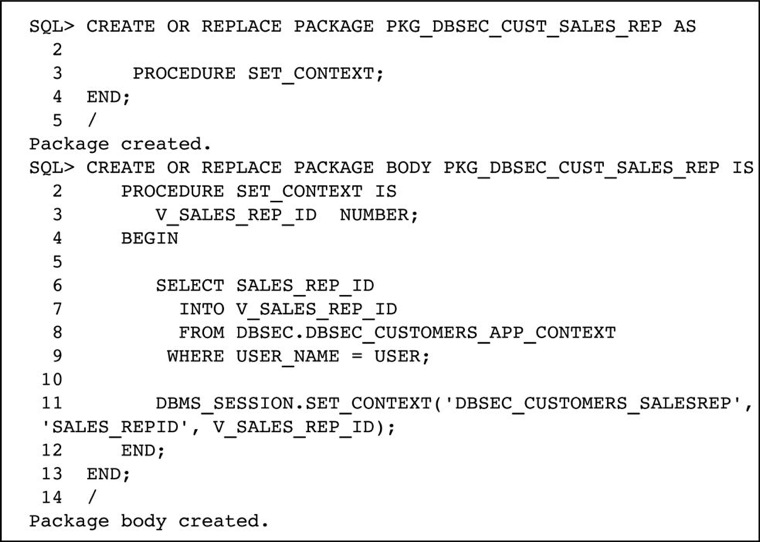 SQL> CREATE OR REPLACE PACKAGE PKG_DBSEC_CUST_SALES_REP AS
2
3 PROCEDURE SET_CONTEXT;
4 END;
5 /
Package created.
SQL> CREATE OR REPLACE PACKAGE BODY PKG_DBSEC_CUST_SALES_REP IS
2 PROCEDURE SET_CONTEXT IS
3 V_SALES_REP_ID NUMBER;
4 BEGIN
5
6 SELECT SALES_REP_ID
7 INTO V_SALES_REP_ID
8 FROM DBSEC.DBSEC_CUSTOMERS_APP_CONTEXT
9 WHERE USER_NAME = USER;
10
11 DBMS_SESSION.SET_CONTEXT('DBSEC_CUSTOMERS_SALESREP',
'SALES_REPID', V_SALES_REP_ID);
12 END;
13 END;
14 /
Package body created.